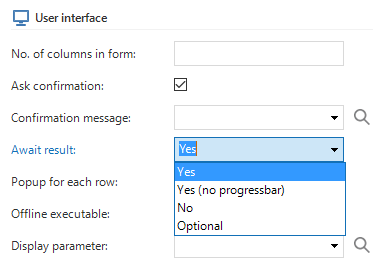 User interface
No. of columns in form:
Ask confirmation:
Confirmation message:
Await result: Yes
Yes
Popup for each row: Yes (no progressbar)
No
Offline executable: Optional
Display parameter: